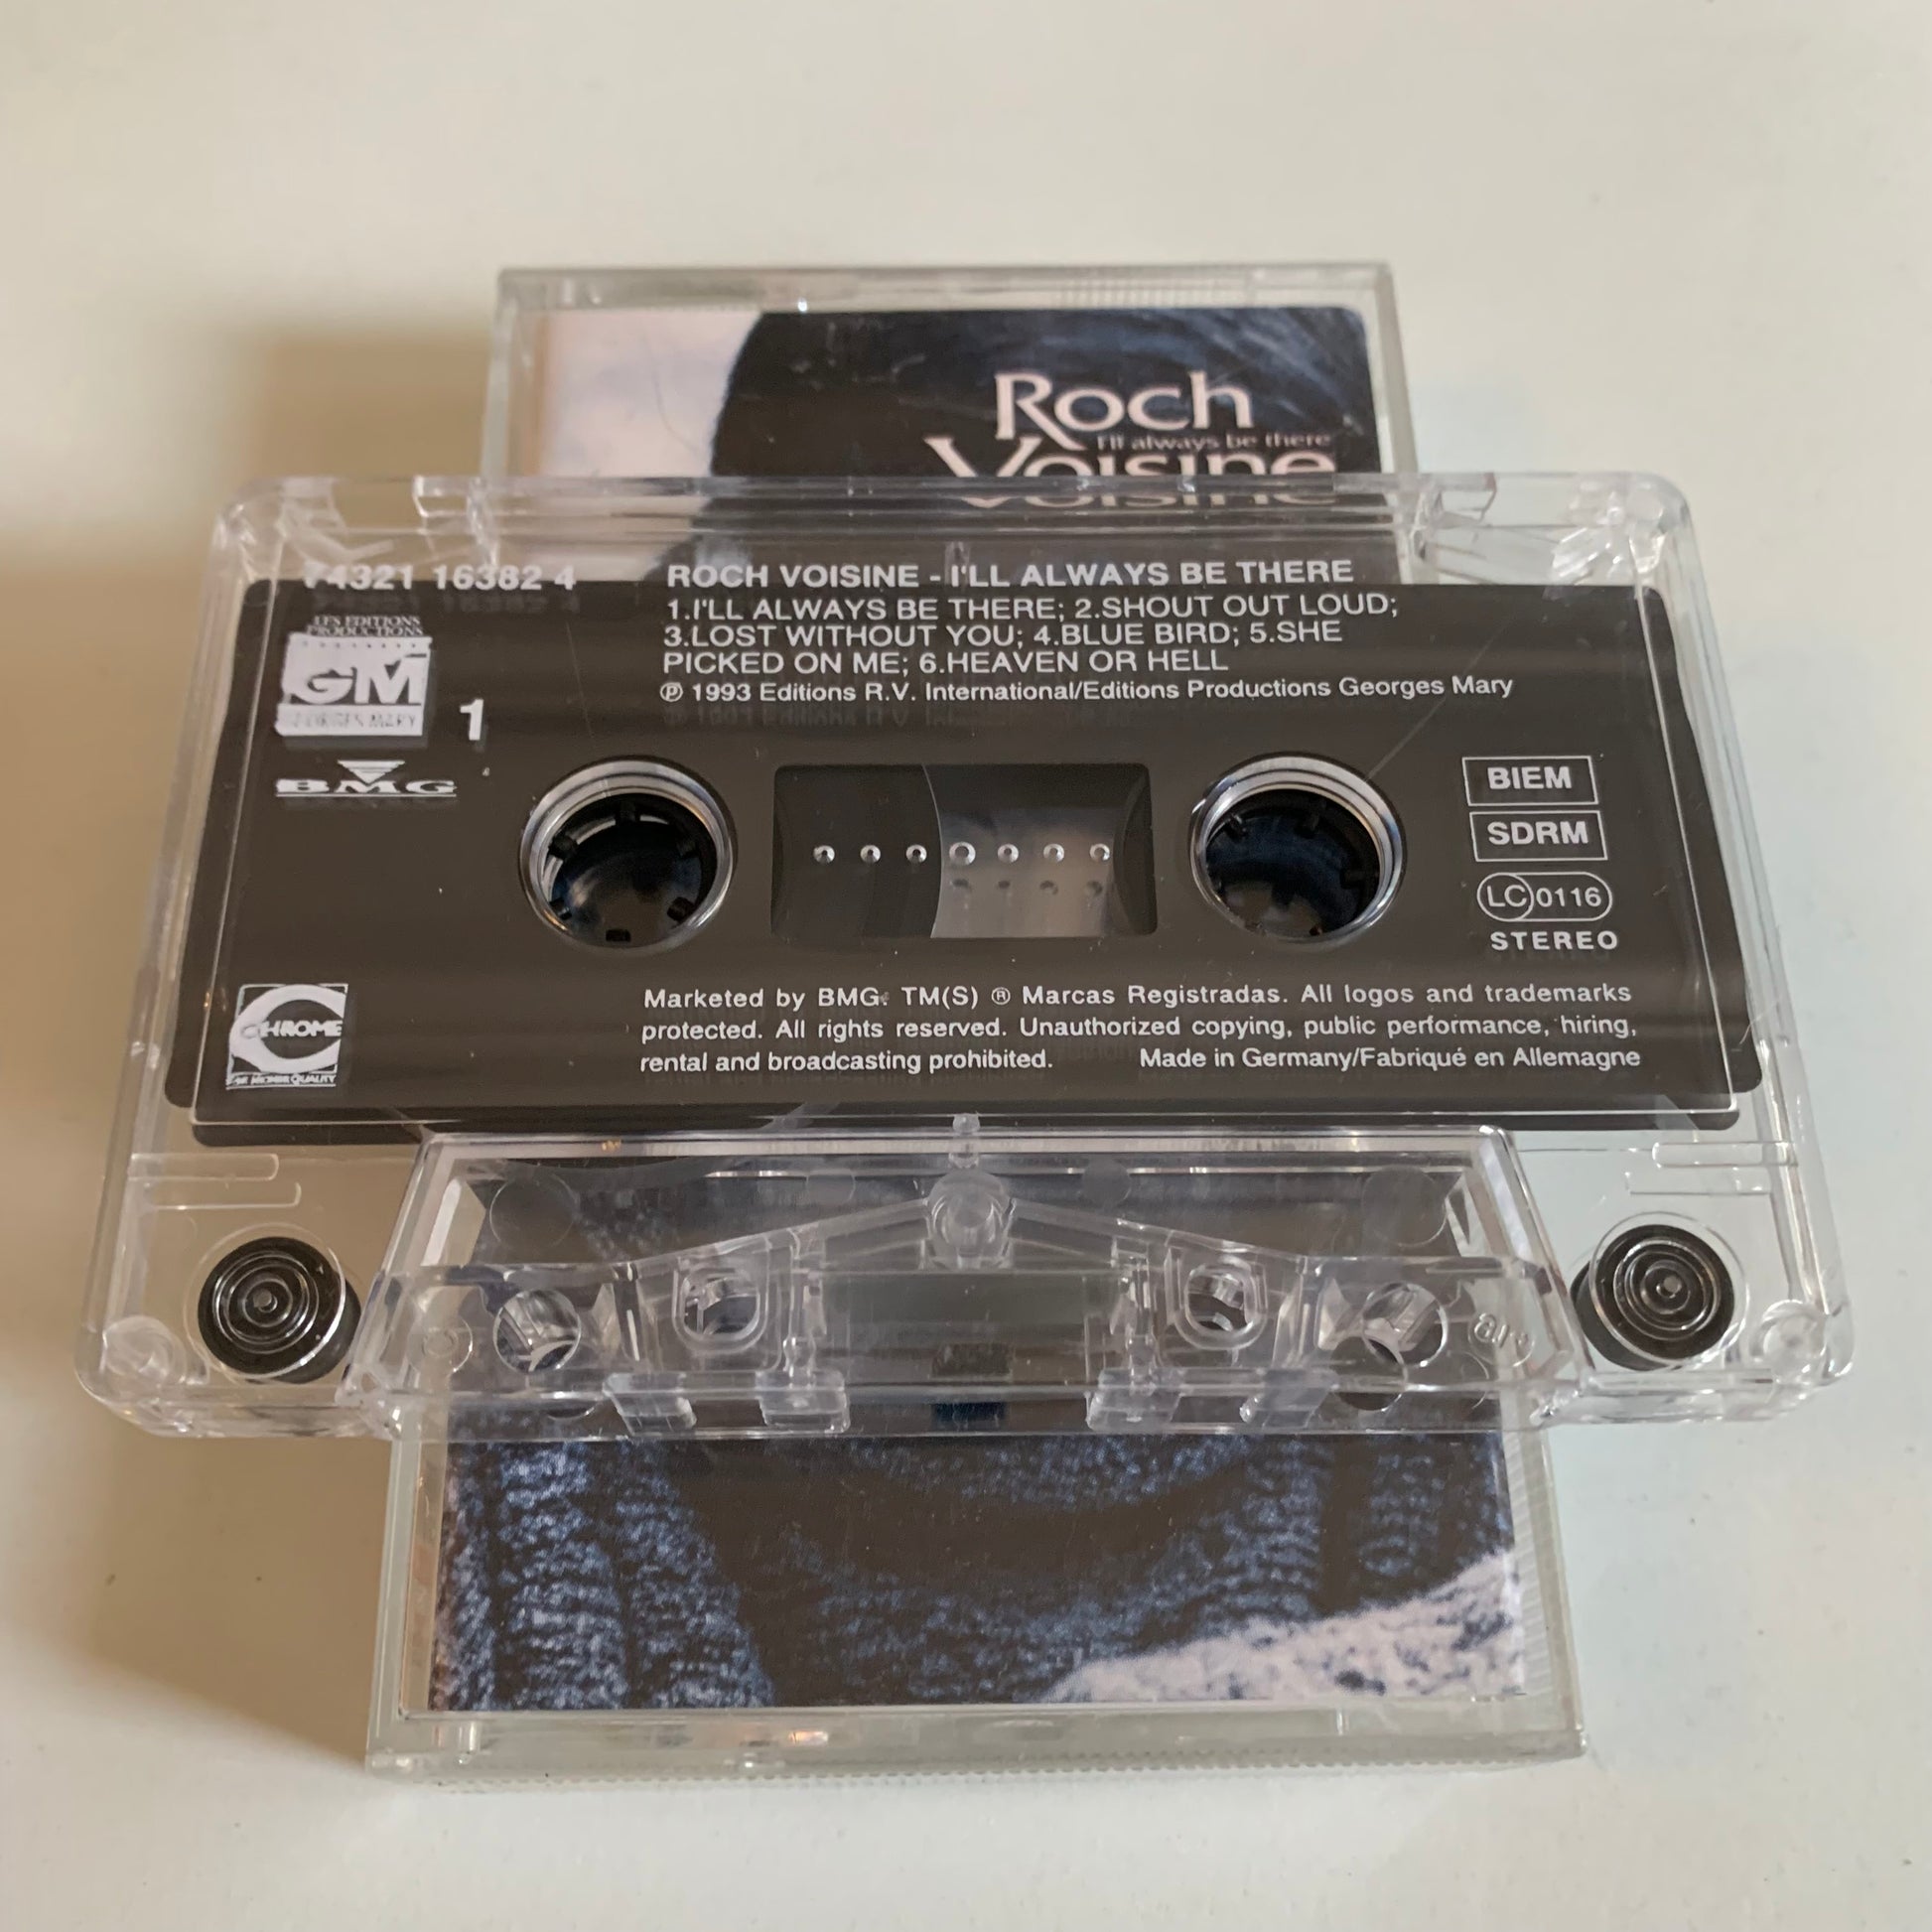 Roch
I'll always be there
Voisine
74321 16382 4
ROCH VOISINE - I'LL ALWAYS BE THERE
1.I'LL ALWAYS BE THERE; 2.SHOUT OUT LOUD;
3.LOST WITHOUT YOU; 4.BLUE BIRD; 5.SHE
PICKED ON ME; 6.HEAVEN OR HELL
℗ 1993 Editions R.V. International/Editions Productions Georges Mary
LES EDITIONS
PRODUCTIONS
GM
GEORGES MARY
1
BMG
BIEM
SDRM
LC 0116
STEREO
CHROME
Marketed by BMG. TM(S) ® Marcas Registradas. All logos and trademarks
protected. All rights reserved. Unauthorized copying, public performance, hiring,
rental and broadcasting prohibited. Made in Germany/Fabriqué en Allemagne